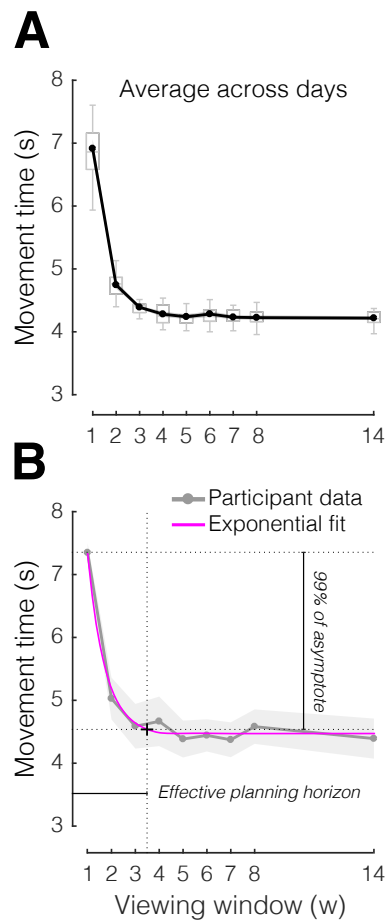 A
Average across days
Movement time (s)
8
7
6
5
4
3
1 2 3 4 5 6 7 8 14
B
Participant data
Exponential fit
Movement time (s)
8
7
6
5
4
3
99% of asymptote
Effective planning horizon
1 2 3 4 5 6 7 8 14
Viewing window (w)